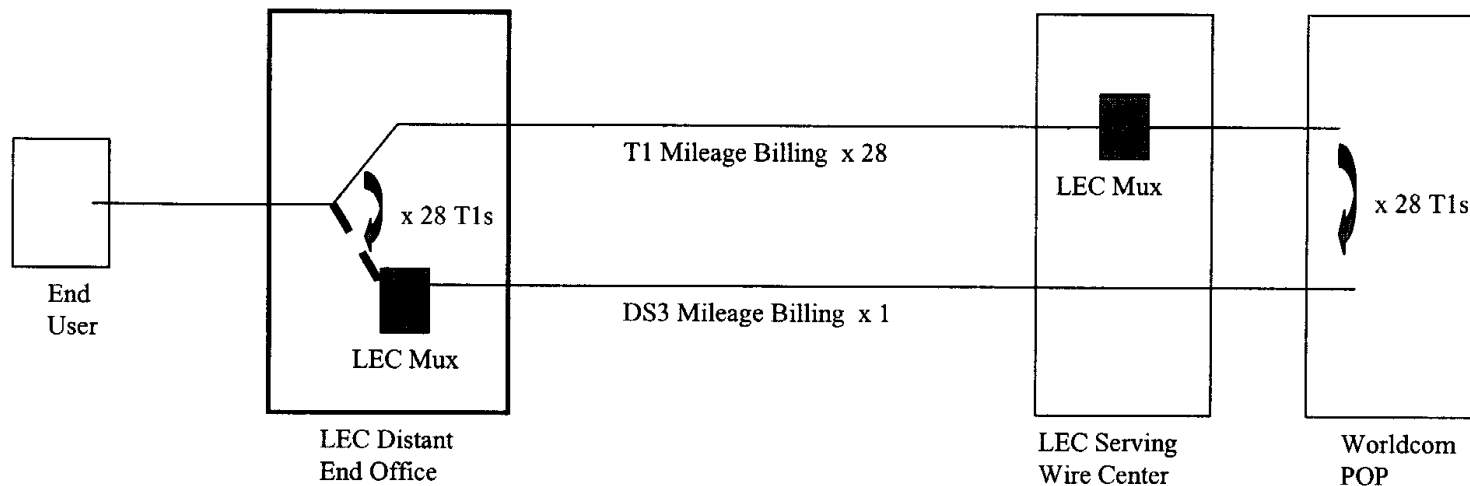 T1 Mileage Billing x 28
LEC Mux
x 28 T1s
x 28 T1s
End
User
DS3 Mileage Billing x 1
LEC Mux
LEC Distant
End Office
LEC Serving
Wire Center
Worldcom
POP